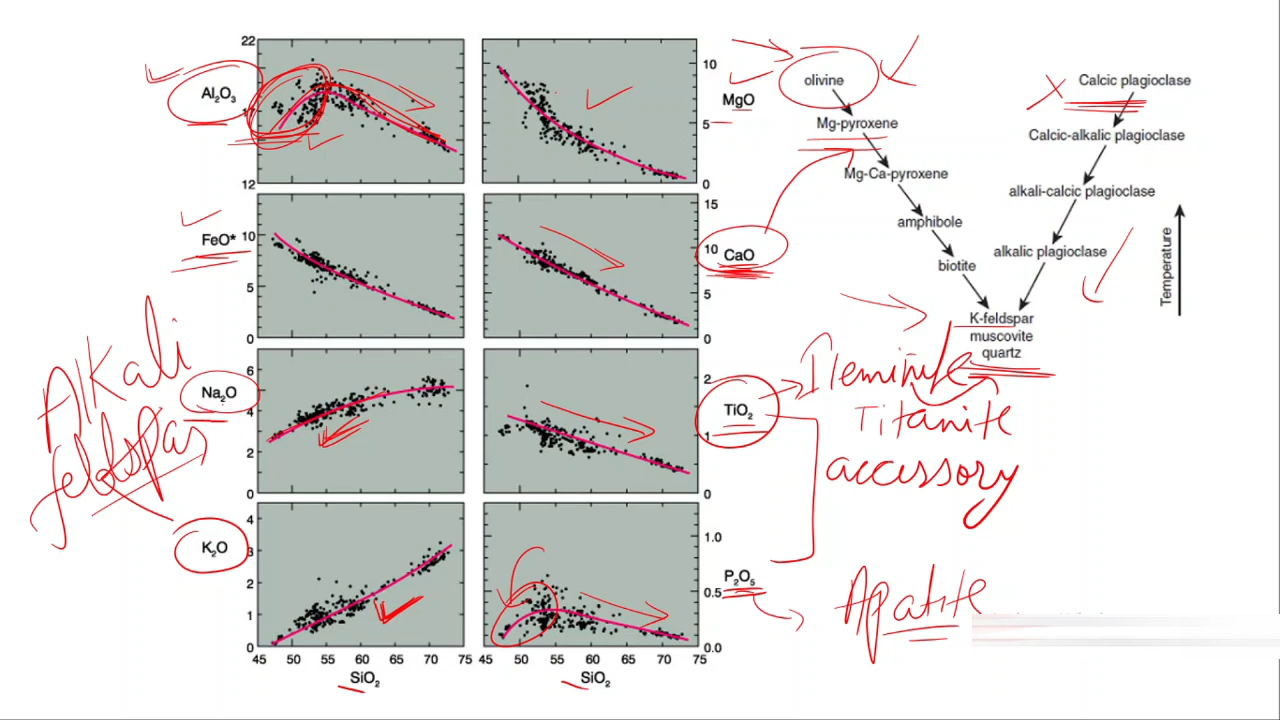 22
Al₂O₃
12
10
MgO
5
0
olivine
Mg-pyroxene
Mg-Ca-pyroxene
amphibole
biotite
Calcic plagioclase
Calcic-alkalic plagioclase
alkali-calcic plagioclase
alkalic plagioclase
K-feldspar
muscovite
quartz
Temperature
FeO*
10
5
0
15
10
CaO
5
0
Alkali
feldspar
6
Na₂O
4
2
0
2
TiO₂
1
0
Ileminite
Titanite
accessory
4
K₂O
3
2
1
0
1.0
P₂O₅
0.5
0.0
Apatite
45 50 55 60 65 70 75
SiO₂
45 50 55 60 65 70 75
SiO₂